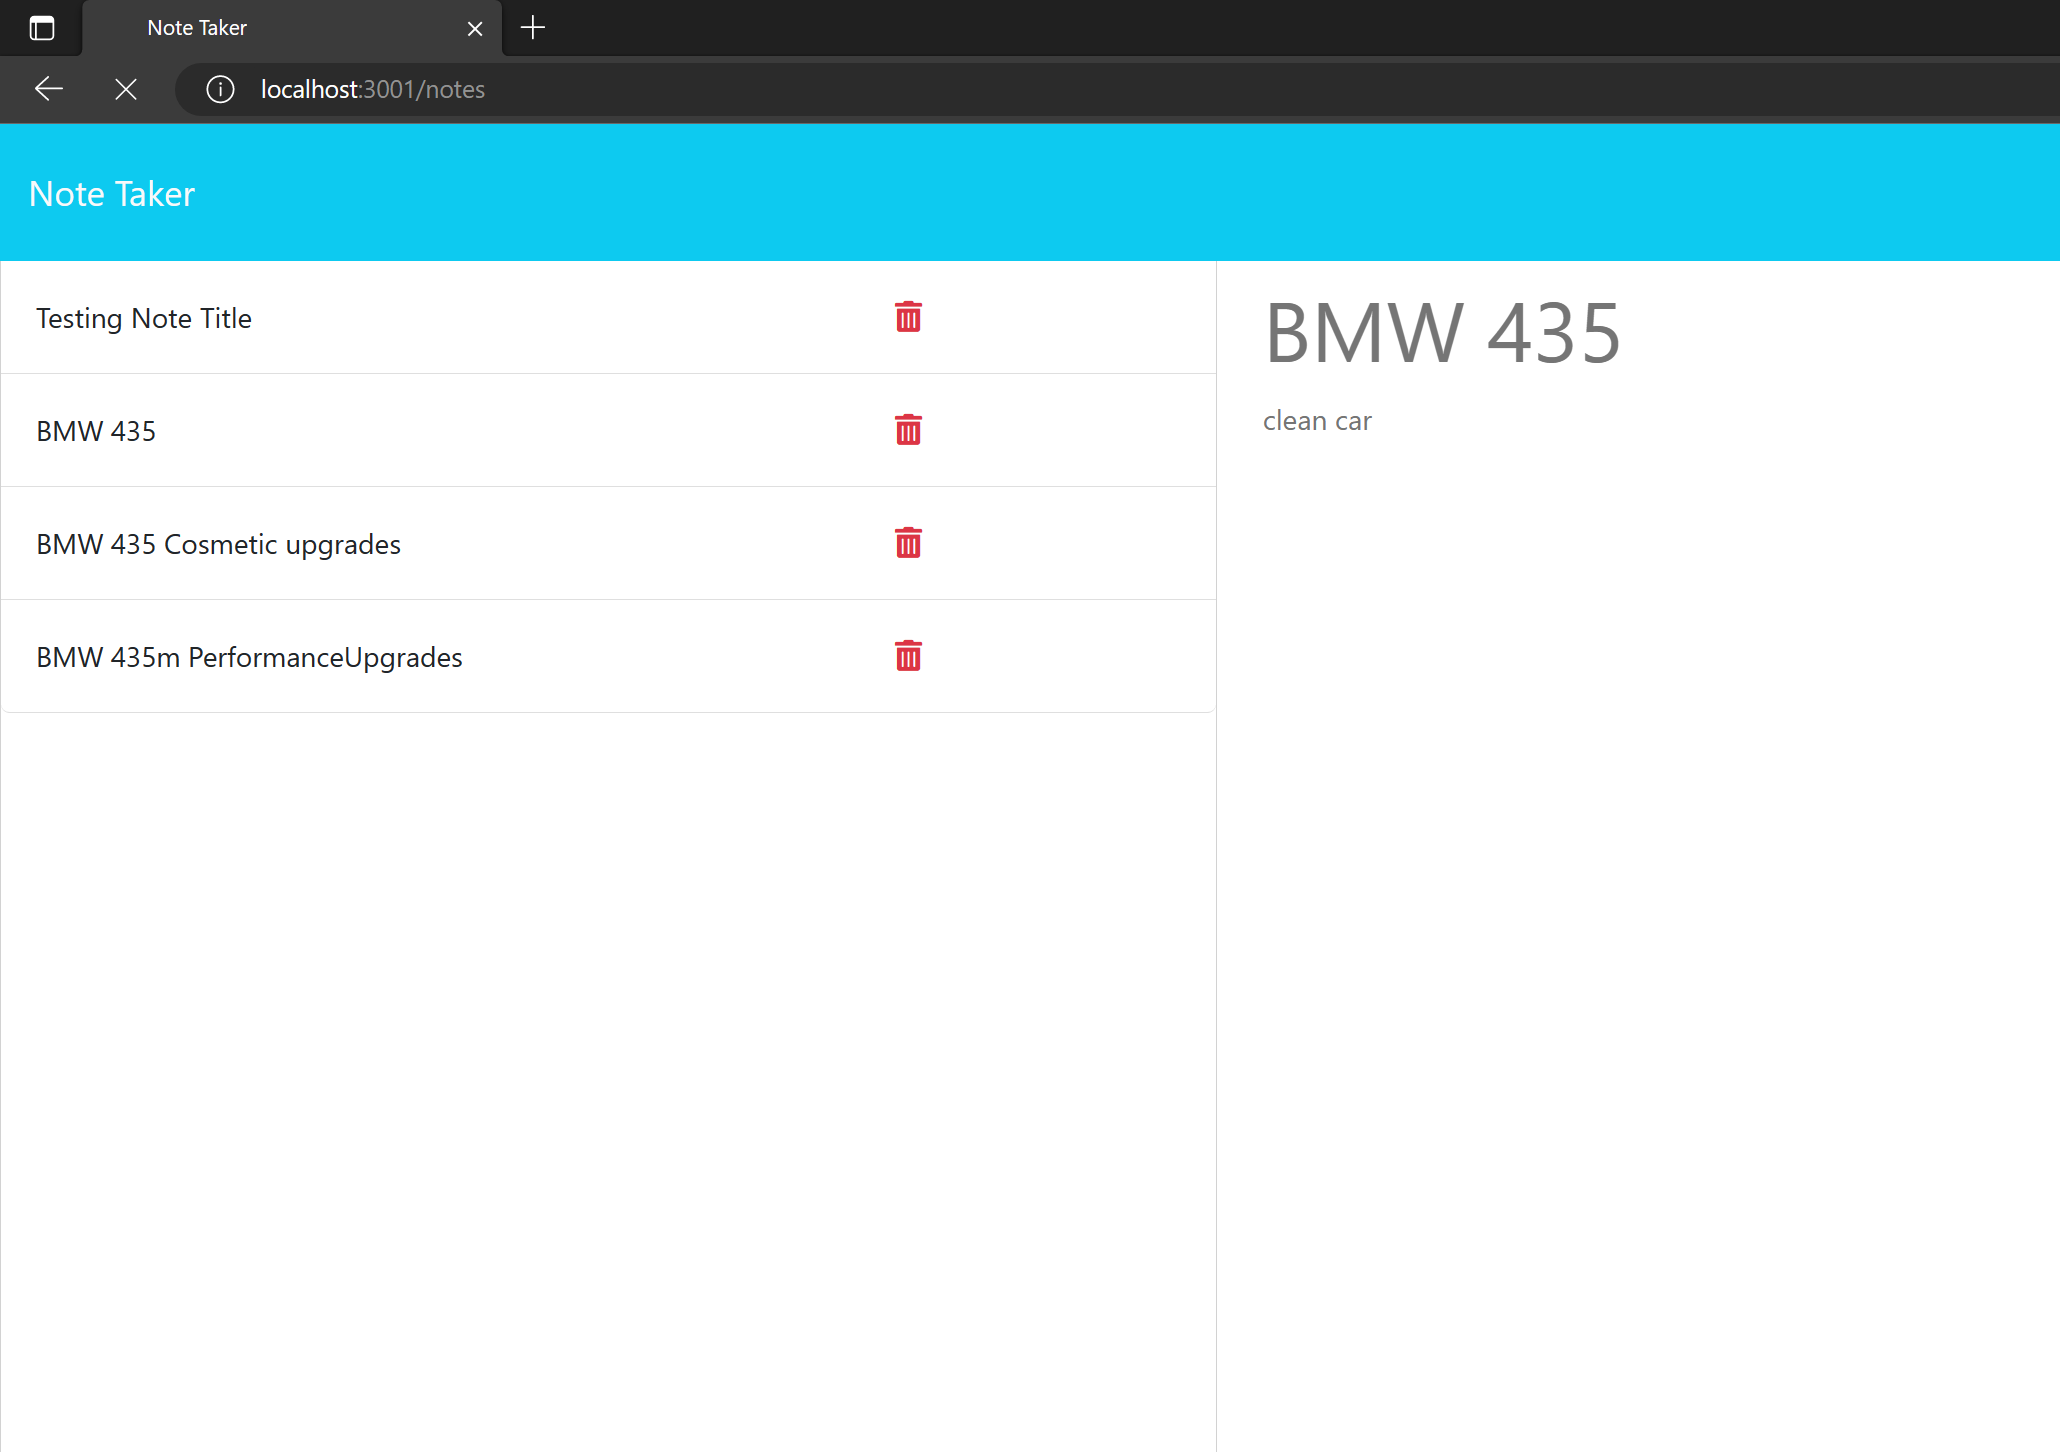 Note Taker
localhost:3001/notes
Note Taker
Testing Note Title
BMW 435
BMW 435 Cosmetic upgrades
BMW 435m PerformanceUpgrades
BMW 435
clean car